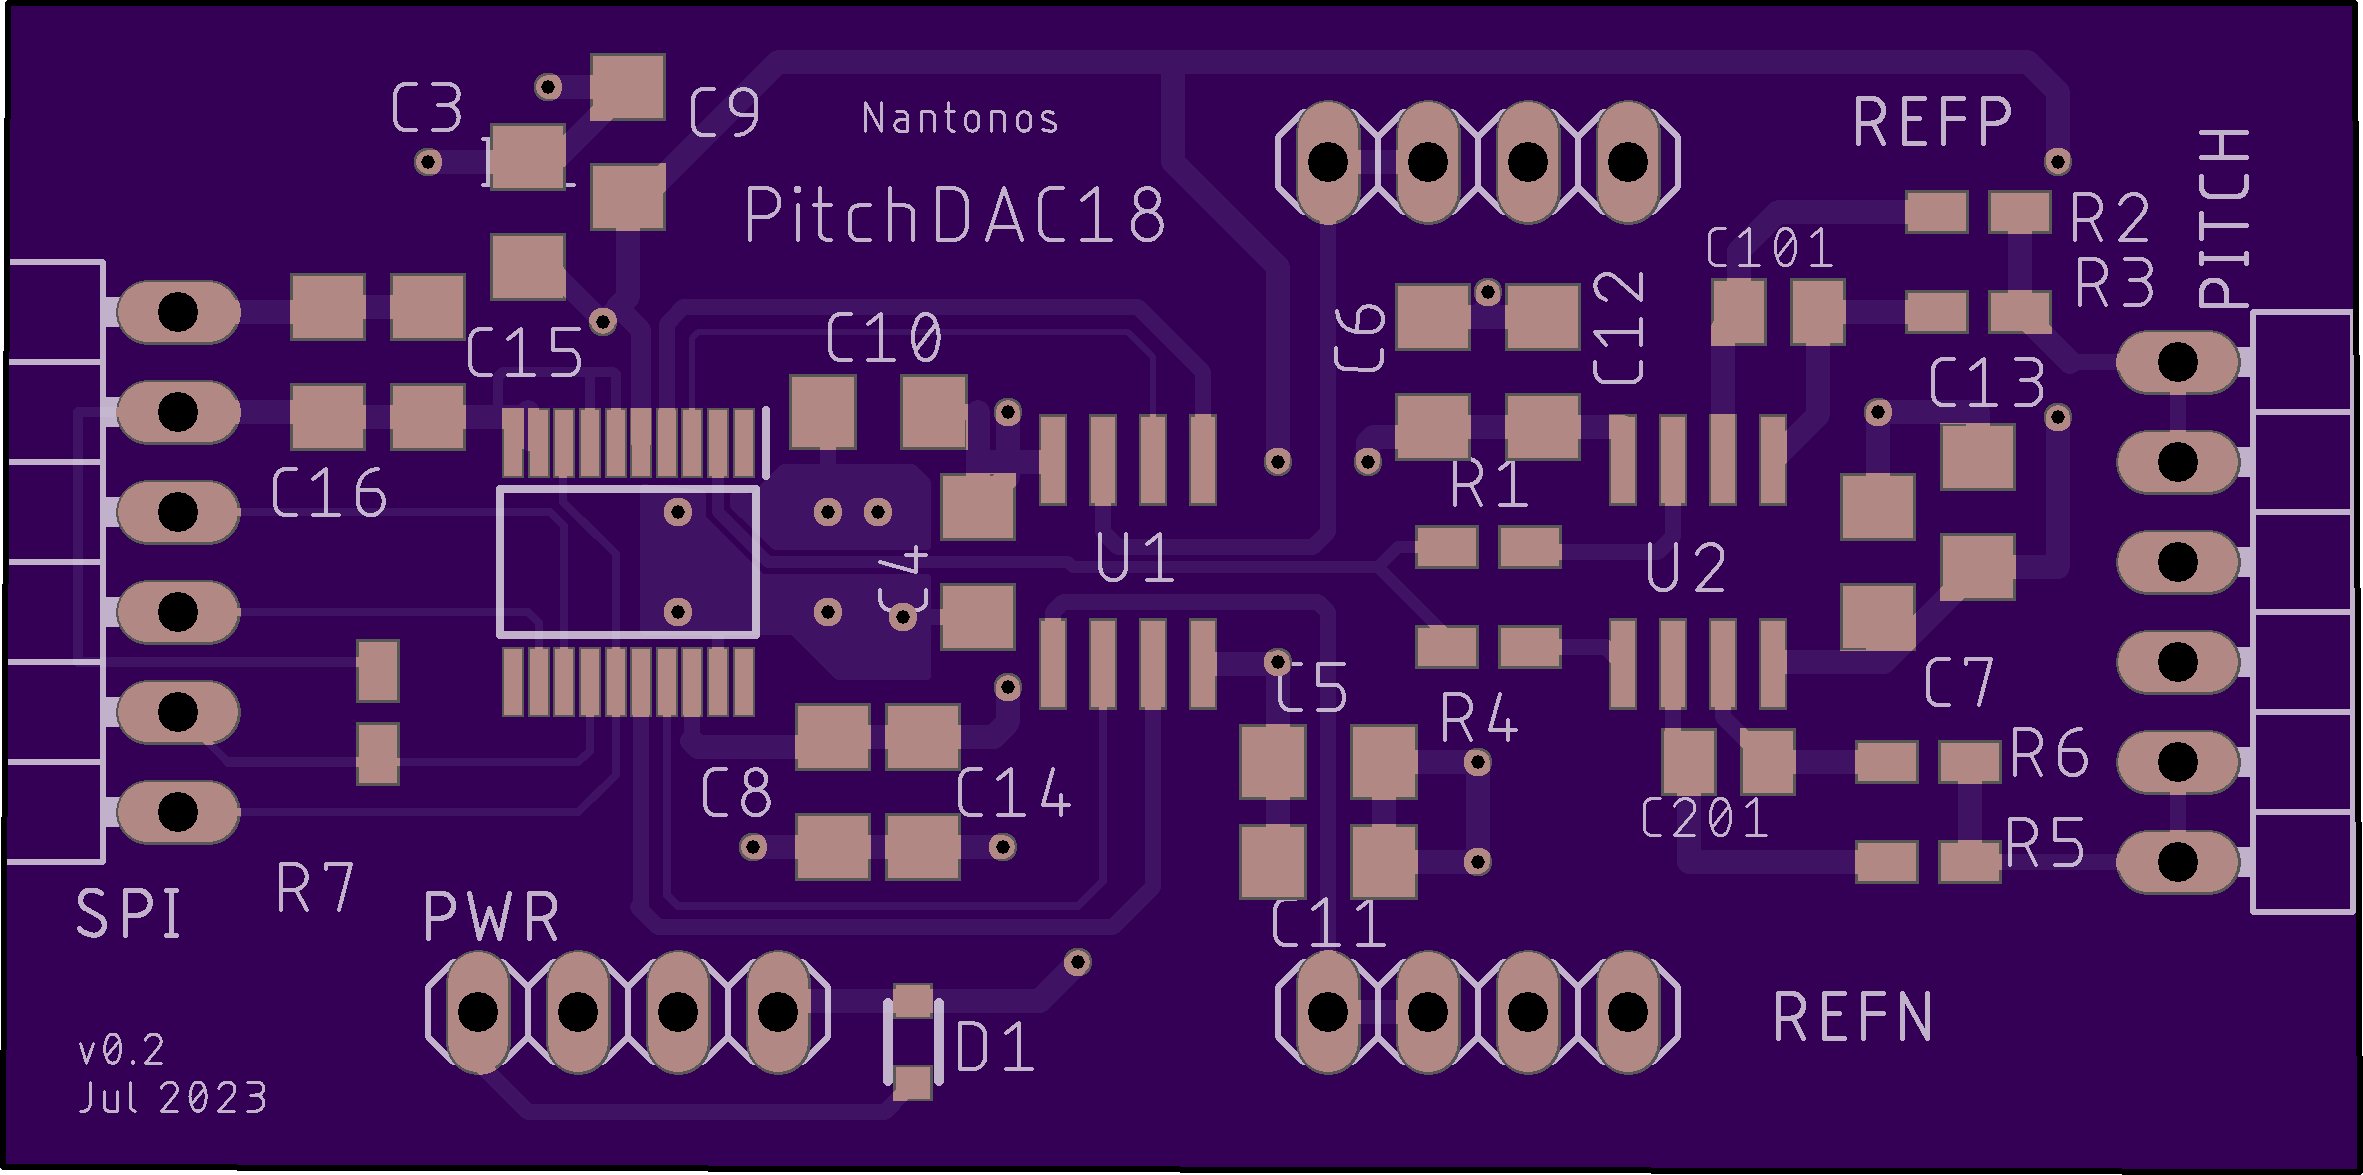 C3
C9
Nantonos
REFP
PITCH
PitchDAC18
R2
C101
R3
C15
C10
C6
C12
C13
C16
R1
C4
U1
U2
C5
C7
R4
R6
C8
C14
C201
R5
R7
SPI
PWR
C11
REFN
D1
v0.2
Jul 2023